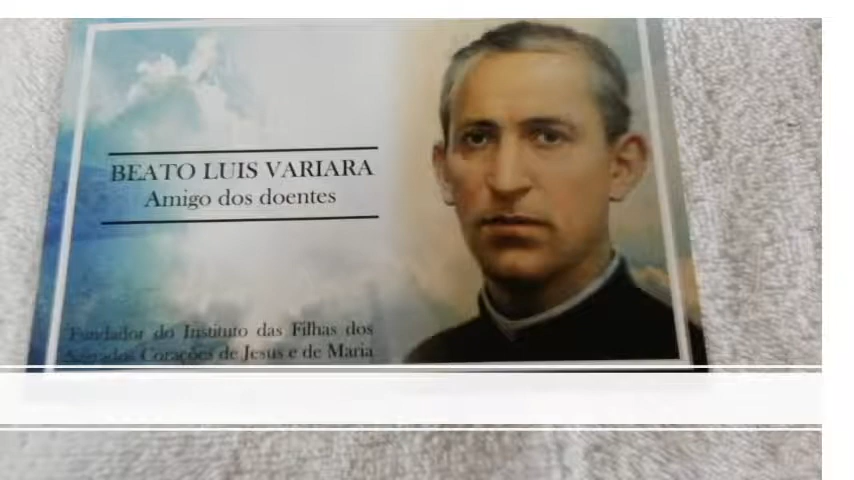 BEATO LUIS VARIARA
Amigo dos doentes
Fundador do Instituto das Filhas dos
Sagrados Corações de Jesus e de Maria